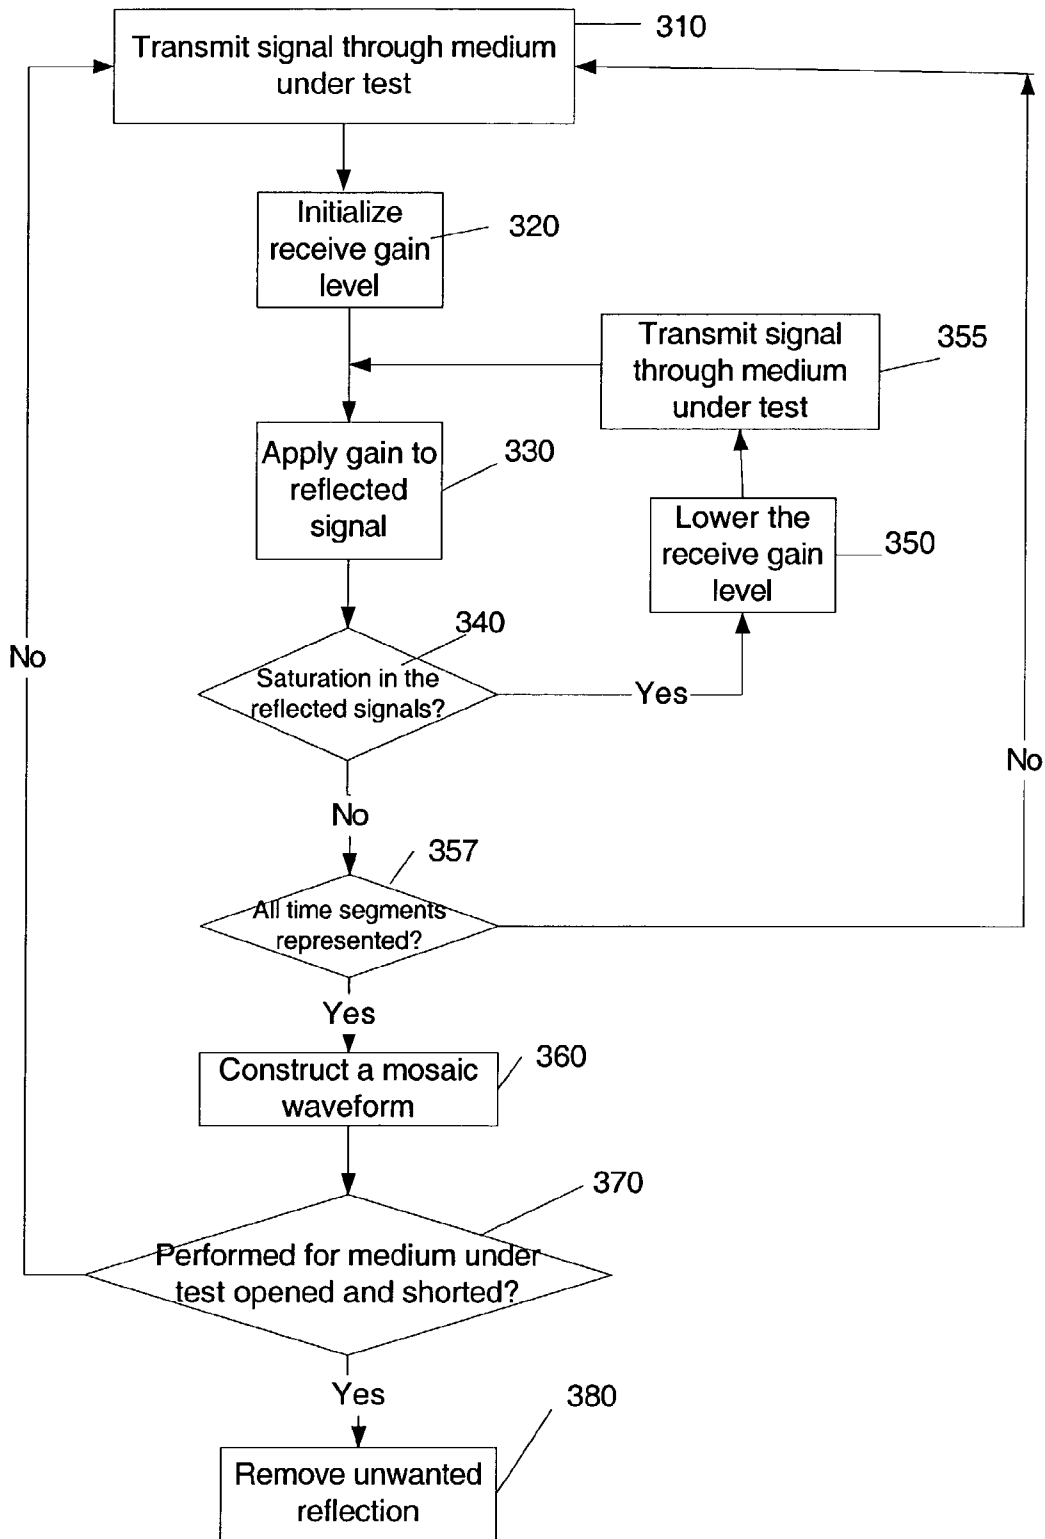 Transmit signal through medium
under test
310
Initialize
receive gain
level
320
Transmit signal
through medium
under test
355
Apply gain to
reflected
signal
330
Lower the
receive gain
level
350
340
Saturation in the
reflected signals?
Yes
No
No
No
357
All time segments
represented?
Yes
Construct a mosaic
waveform
360
370
Performed for medium under
test opened and shorted?
Yes
380
Remove unwanted
reflection